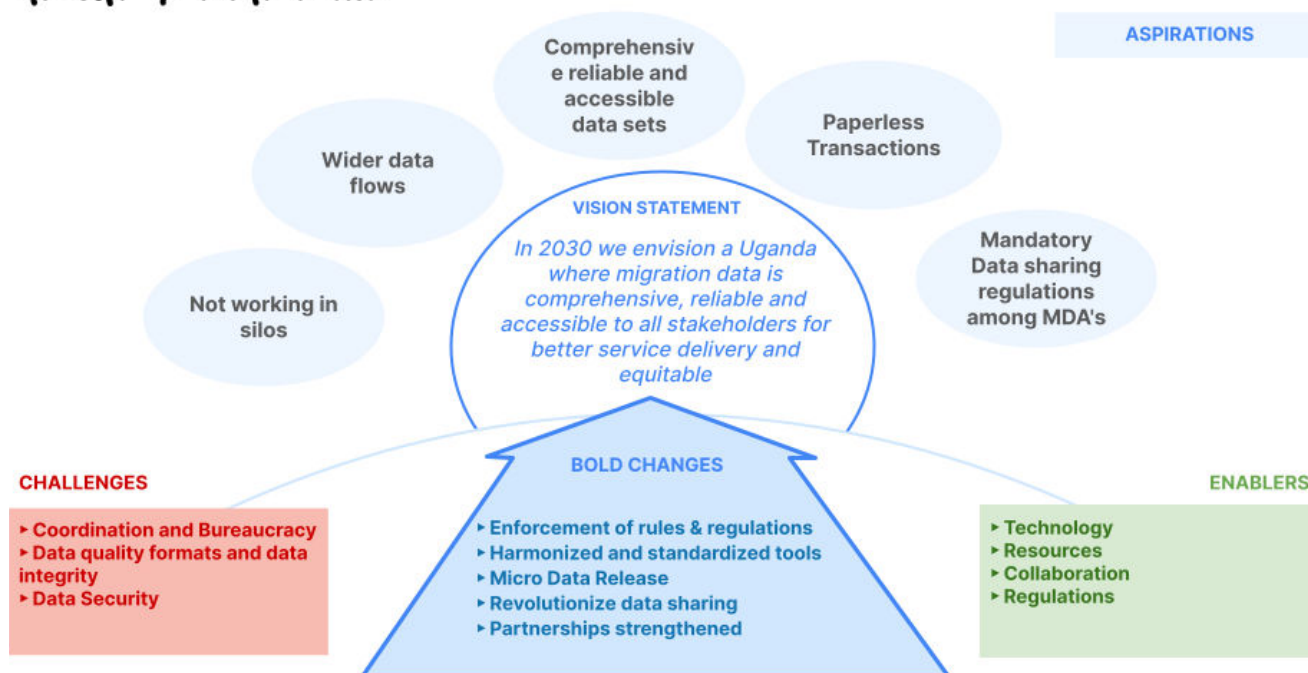 ASPIRATIONS
Comprehensiv
e reliable and
accessible
data sets
Paperless
Transactions
Wider data
flows
Mandatory
Data sharing
regulations
among MDA's
Not working in
silos
VISION STATEMENT
In 2030 we envision a Uganda
where migration data is
comprehensive, reliable and
accessible to all stakeholders for
better service delivery and
equitable
CHALLENGES
▸ Coordination and Bureaucracy
▸ Data quality formats and data
integrity
▸ Data Security
BOLD CHANGES
▸ Enforcement of rules & regulations
▸ Harmonized and standardized tools
▸ Micro Data Release
▸ Revolutionize data sharing
▸ Partnerships strengthened
ENABLERS
▸ Technology
▸ Resources
▸ Collaboration
▸ Regulations